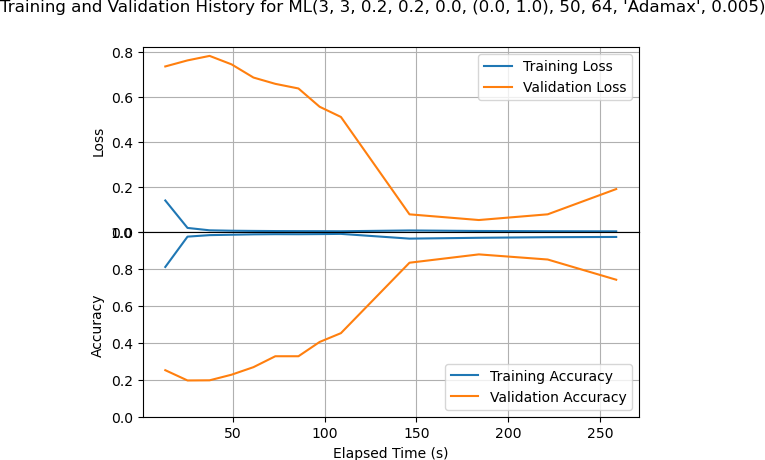 Training and Validation History for ML(3, 3, 0.2, 0.2, 0.0, (0.0, 1.0), 50, 64, 'Adamax', 0.005)
0.8
0.6
0.4
0.2
0.0
Loss
Training Loss
Validation Loss
1.0
0.8
0.6
0.4
0.2
0.0
Accuracy
Training Accuracy
Validation Accuracy
50
100
150
200
250
Elapsed Time (s)